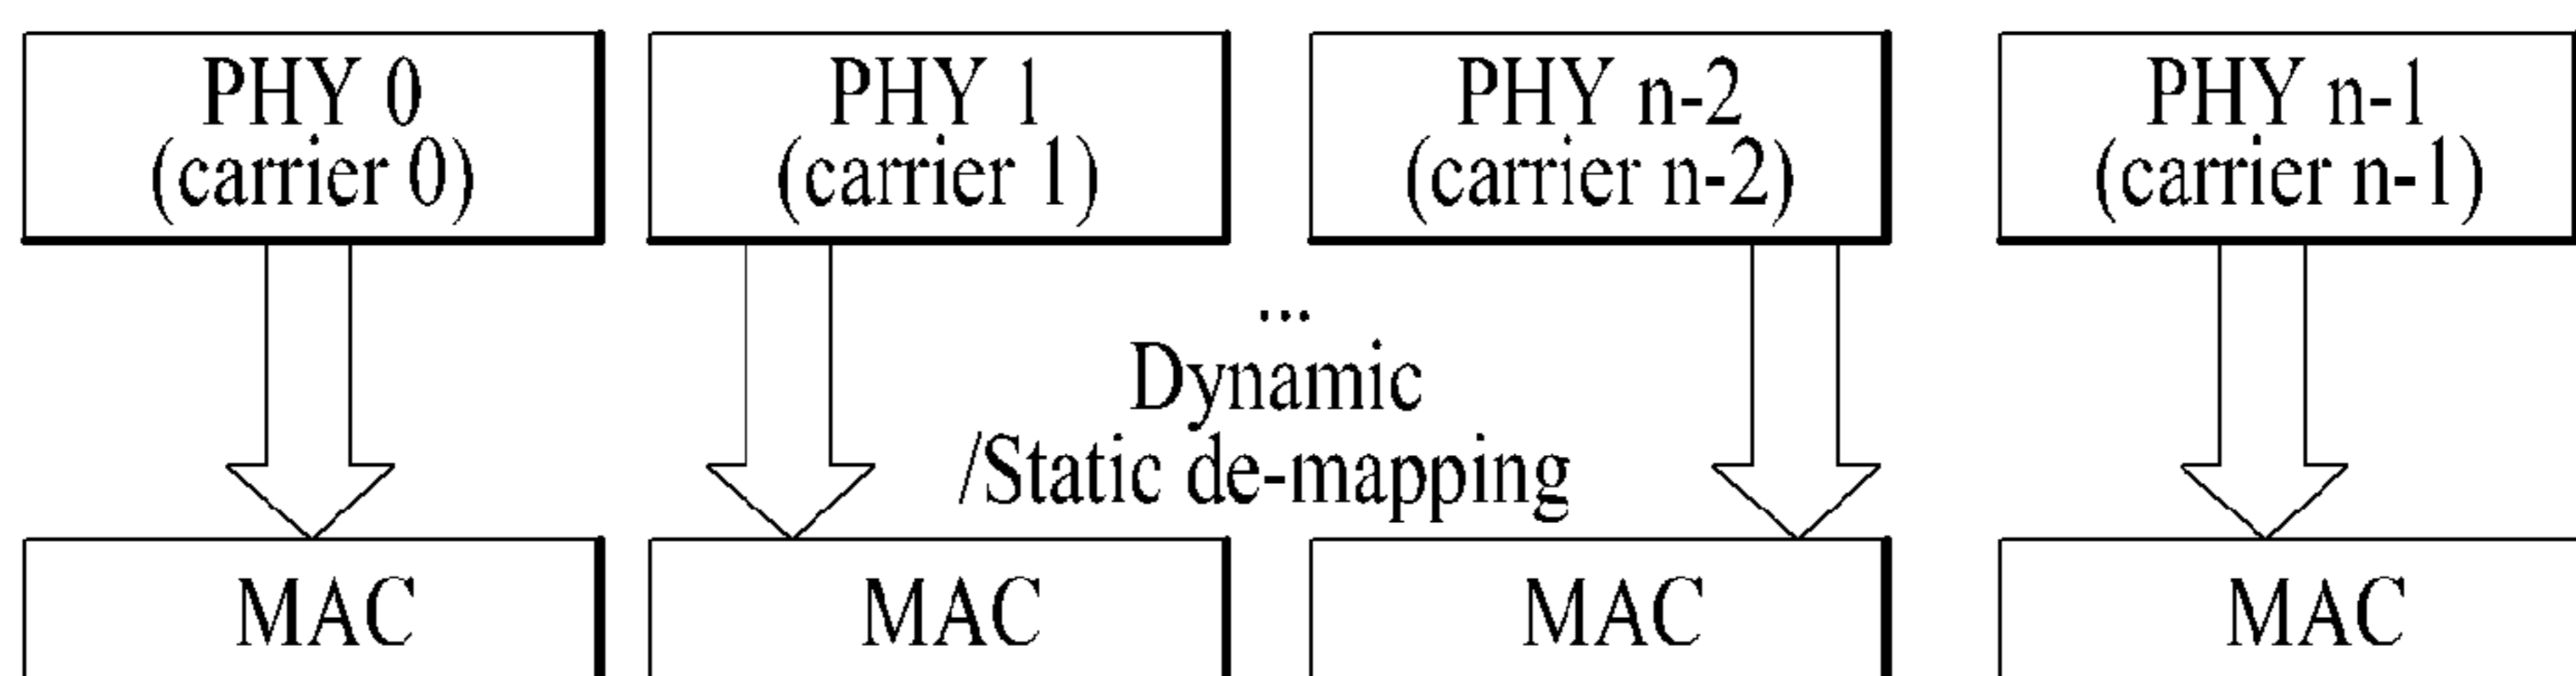 PHY 0
(carrier 0)
PHY 1
(carrier 1)
PHY n-2
(carrier n-2)
PHY n-1
(carrier n-1)
...
Dynamic
/Static de-mapping
MAC
MAC
MAC
MAC